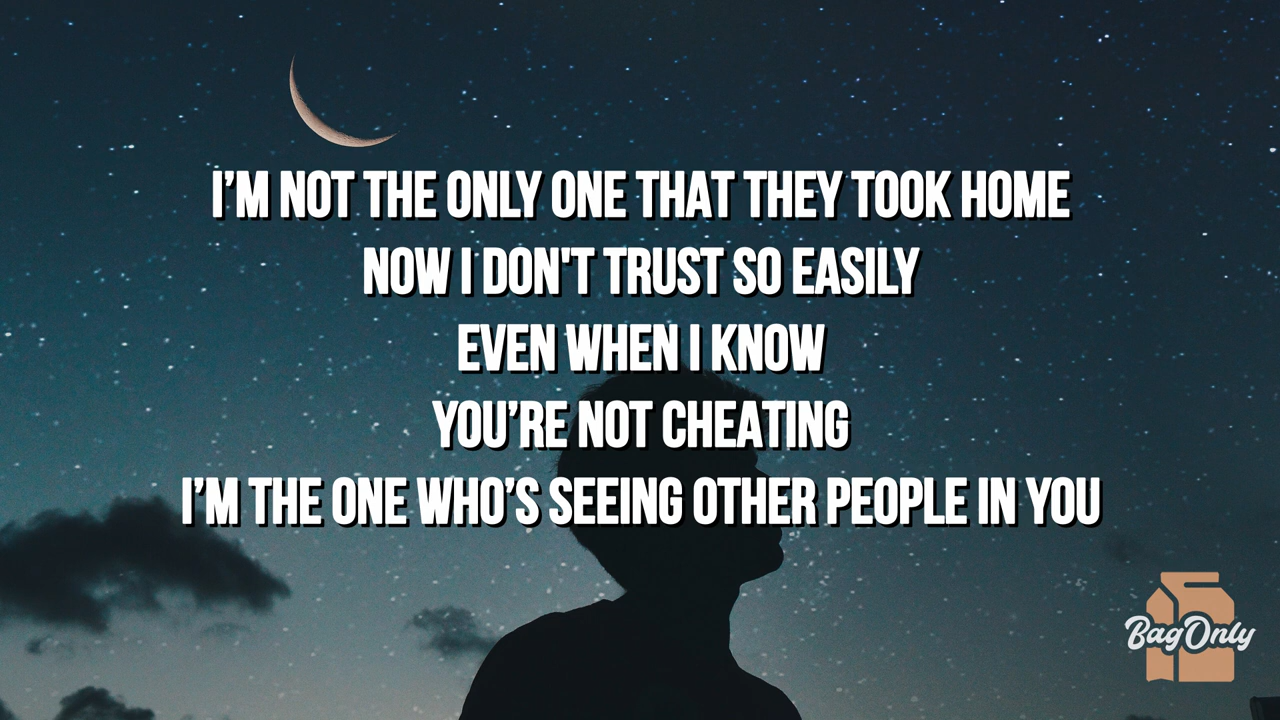 I’M NOT THE ONLY ONE THAT THEY TOOK HOME
NOW I DON'T TRUST SO EASILY
EVEN WHEN I KNOW
YOU’RE NOT CHEATING
I’M THE ONE WHO’S SEEING OTHER PEOPLE IN YOU
BagOnly